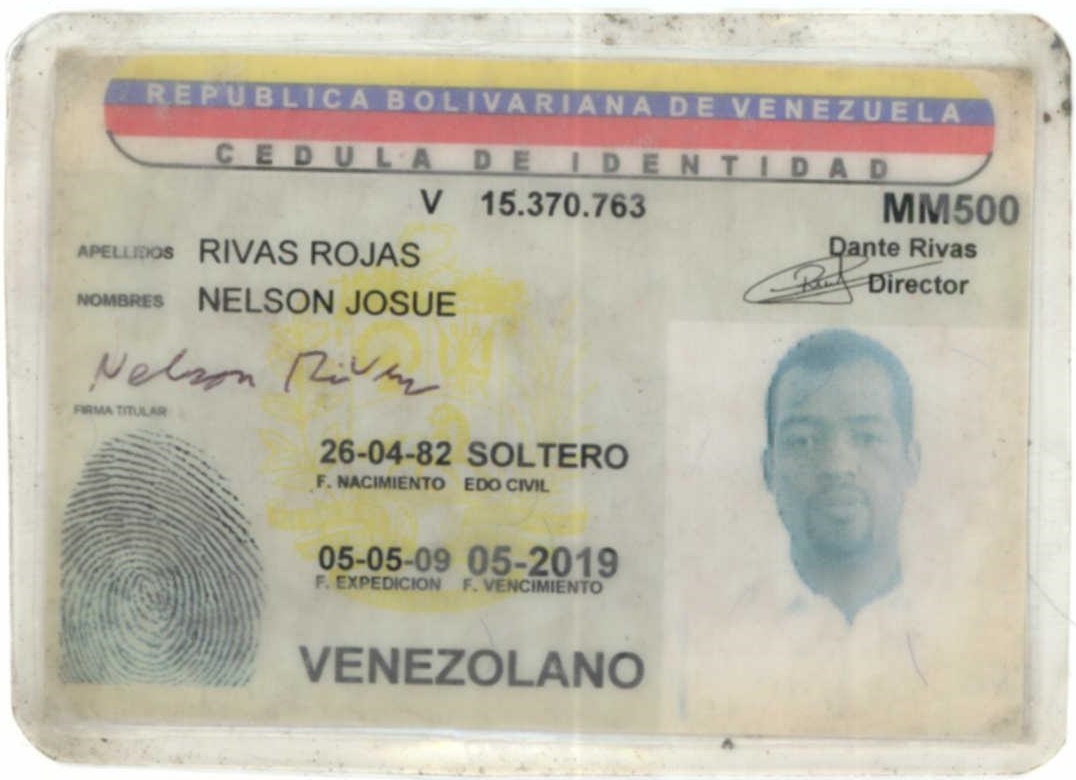 REPUBLICA BOLIVARIANA DE VENEZUELA
CEDULA DE IDENTIDAD
V 15.370.763
MM500
APELLIDOS RIVAS ROJAS
Dante Rivas
Director
NOMBRES NELSON JOSUE
Nelson Rivas
FIRMA TITULAR
26-04-82 SOLTERO
F. NACIMIENTO EDO CIVIL
05-05-09 05-2019
F. EXPEDICION F. VENCIMIENTO
VENEZOLANO